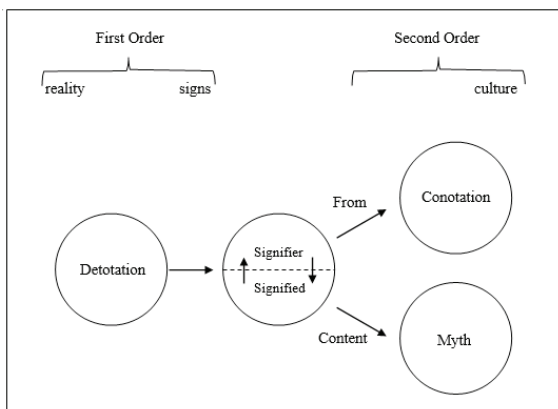 First Order
Second Order
reality
signs
culture
From
Conotation
Detotation
Signifier
Signified
Content
Myth